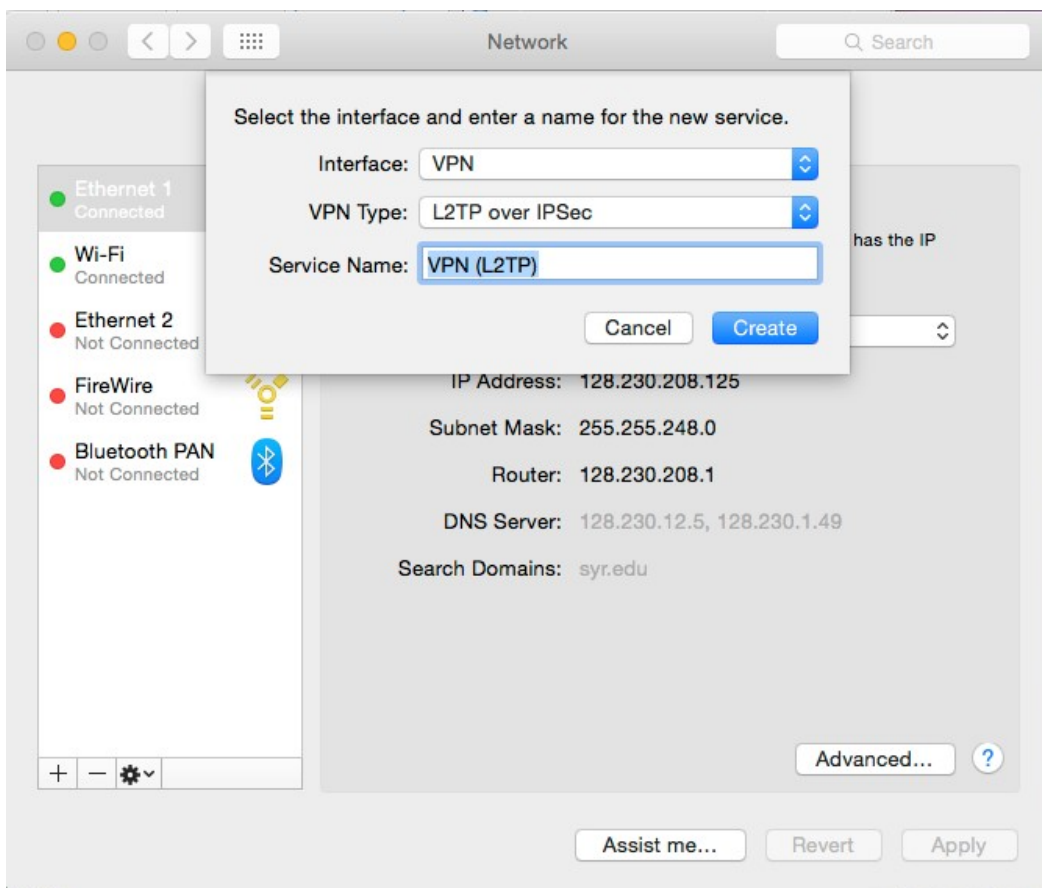 Network
Search
Select the interface and enter a name for the new service.
Interface: VPN
VPN Type: L2TP over IPSec
Service Name: VPN (L2TP)
Cancel Create
Ethernet 1
Connected
Wi-Fi
Connected
Ethernet 2
Not Connected
FireWire
Not Connected
Bluetooth PAN
Not Connected
has the IP
IP Address: 128.230.208.125
Subnet Mask: 255.255.248.0
Router: 128.230.208.1
DNS Server: 128.230.12.5, 128.230.1.49
Search Domains: syr.edu
Advanced... ?
Assist me... Revert Apply